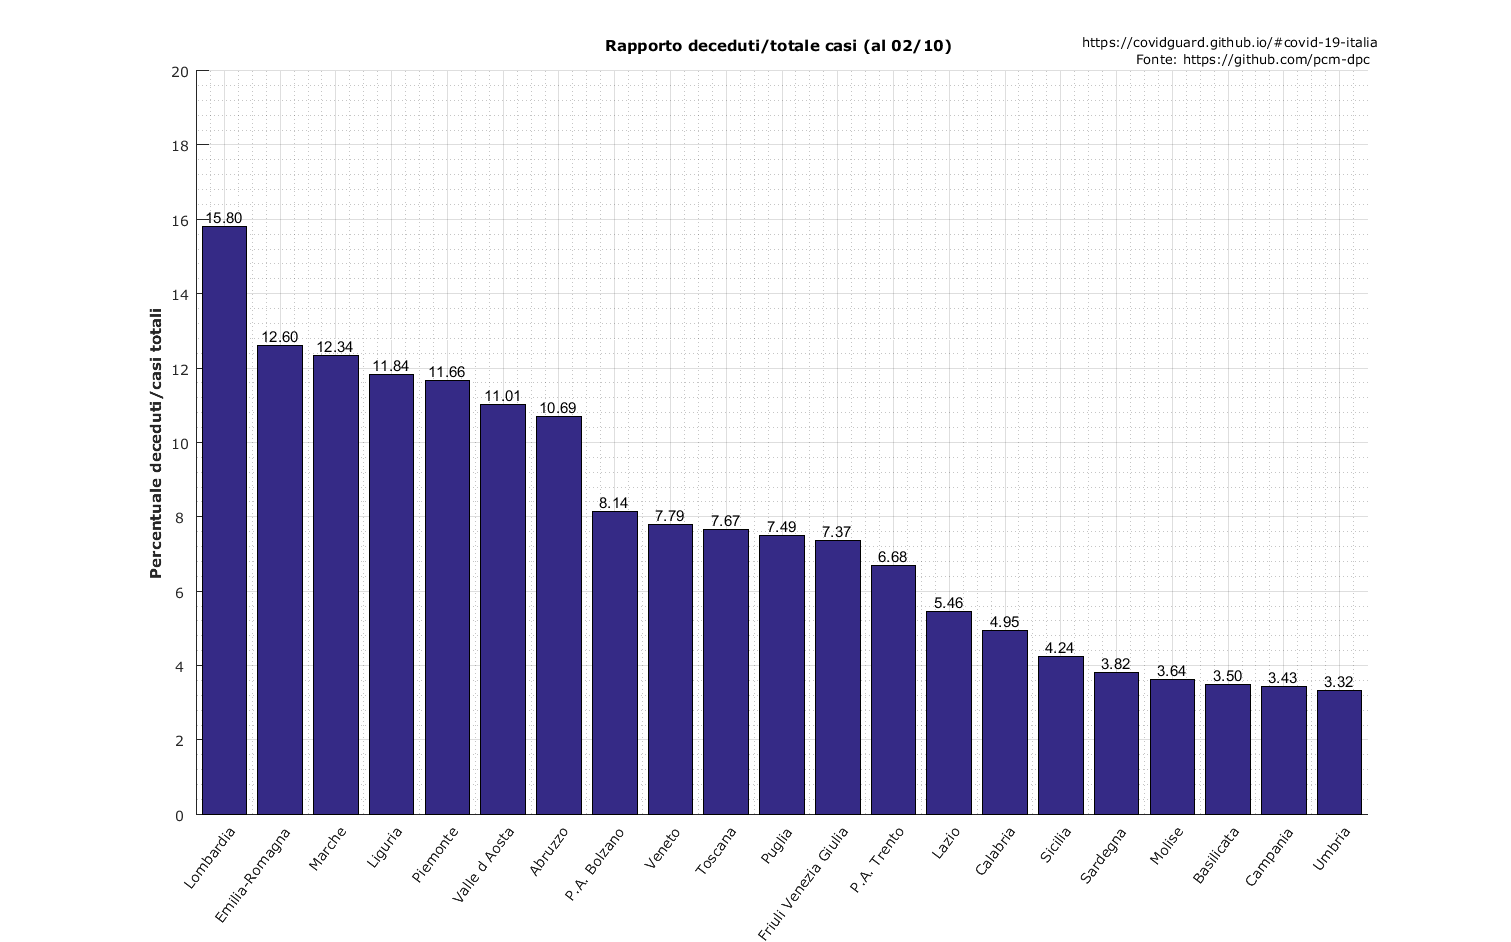 Rapporto deceduti/totale casi (al 02/10)
https://covidguard.github.io/#covid-19-italia
Fonte: https://github.com/pcm-dpc
Percentuale deceduti/casi totali
20
18
16
14
12
10
8
6
4
2
0
15.80
12.60
12.34
11.84
11.66
11.01
10.69
8.14
7.79
7.67
7.49
7.37
6.68
5.46
4.95
4.24
3.82
3.64
3.50
3.43
3.32
Lombardia
Emilia-Romagna
Marche
Liguria
Piemonte
Valle d Aosta
Abruzzo
P.A. Bolzano
Veneto
Toscana
Puglia
Friuli Venezia Giulia
P.A. Trento
Lazio
Calabria
Sicilia
Sardegna
Molise
Basilicata
Campania
Umbria